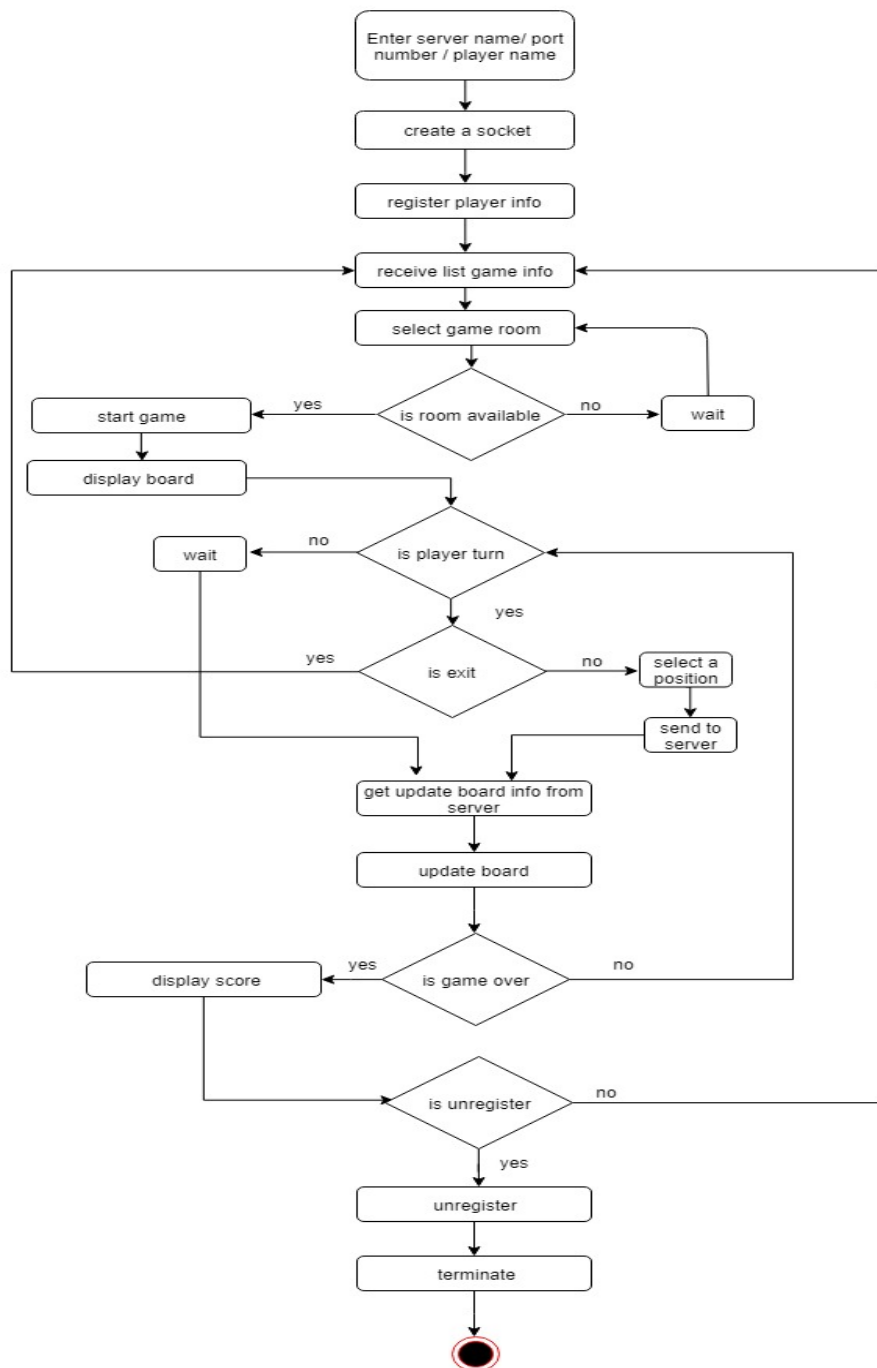 Enter server name/ port
number / player name
create a socket
register player info
receive list game info
select game room
yes
is room available
no
wait
start game
display board
wait
no
is player turn
yes
yes
is exit
no
select a
position
send to
server
get update board info from
server
update board
display score
yes
is game over
no
is unregister
no
yes
unregister
terminate